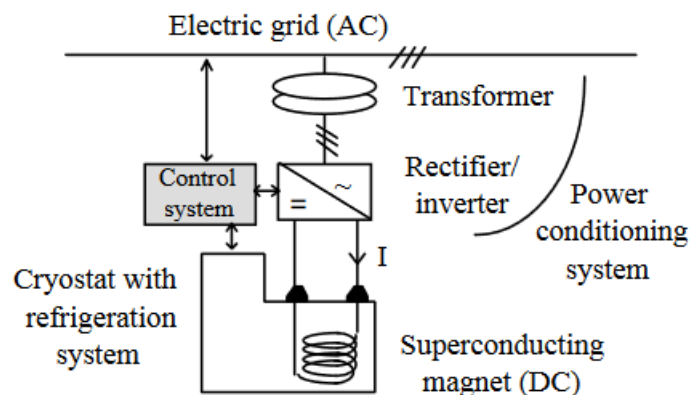 Electric grid (AC)
Transformer
Control
system
=
~
Rectifier/
inverter
Power
conditioning
system
I
Cryostat with
refrigeration
system
Superconducting
magnet (DC)